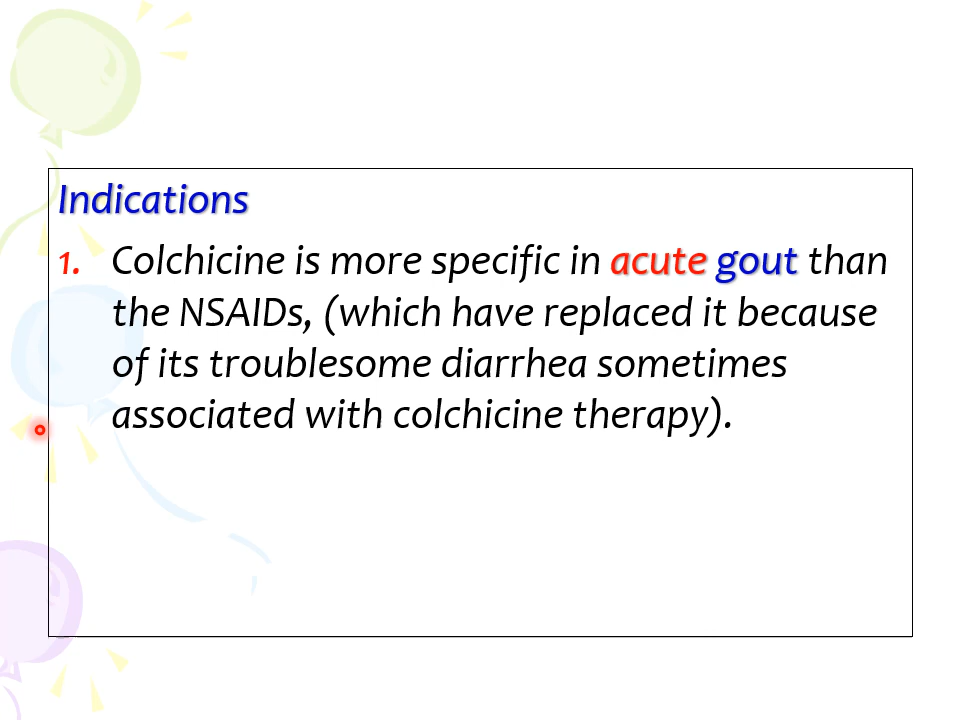 Indications
1. Colchicine is more specific in acute gout than
the NSAIDs, (which have replaced it because
of its troublesome diarrhea sometimes
associated with colchicine therapy).